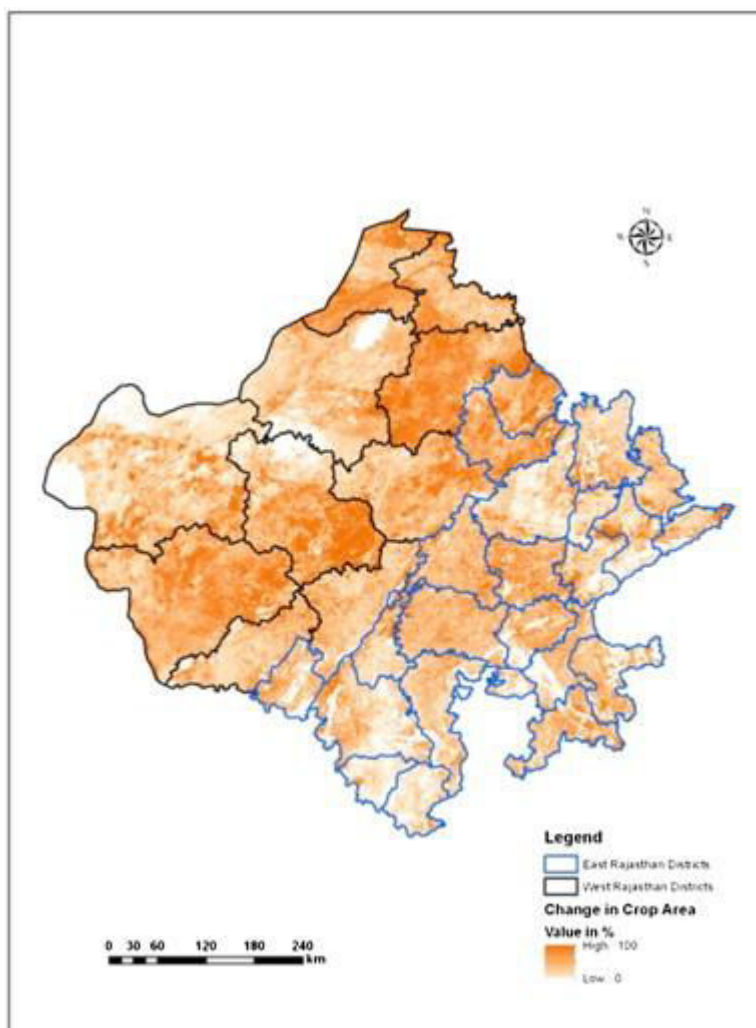 N
E
S
Legend
East Rajasthan Districts
West Rajasthan Districts
Change in Crop Area
Value in %
High 100
Low 0
0 30 60 120 180 240
km